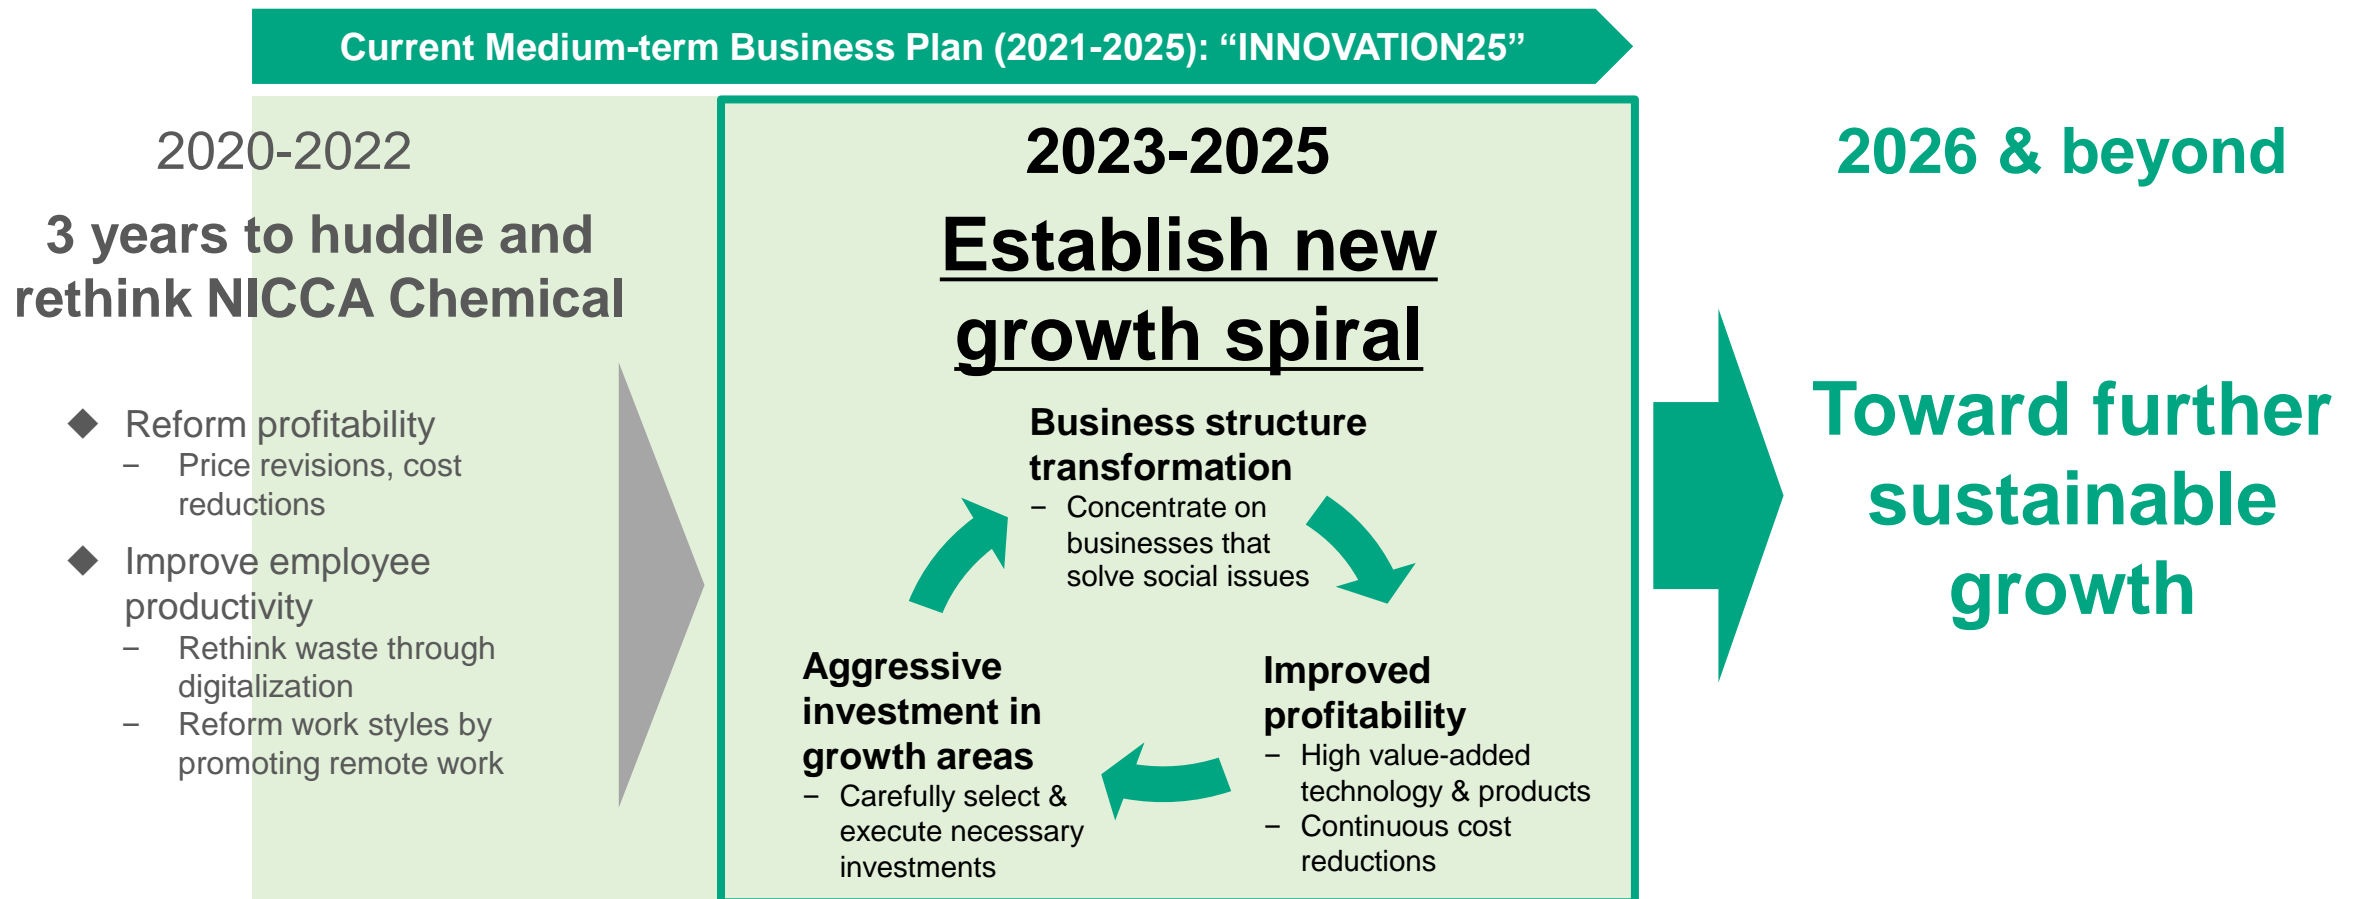 Current Medium-term Business Plan (2021-2025): “INNOVATION25”
2020-2022
3 years to huddle and
rethink NICCA Chemical
◆ Reform profitability
− Price revisions, cost
reductions
◆ Improve employee
productivity
− Rethink waste through
digitalization
− Reform work styles by
promoting remote work
2023-2025
Establish new
growth spiral
Business structure
transformation
− Concentrate on
businesses that
solve social issues
Improved
profitability
− High value-added
technology & products
− Continuous cost
reductions
Aggressive
investment in
growth areas
− Carefully select &
execute necessary
investments
2026 & beyond
Toward further
sustainable
growth